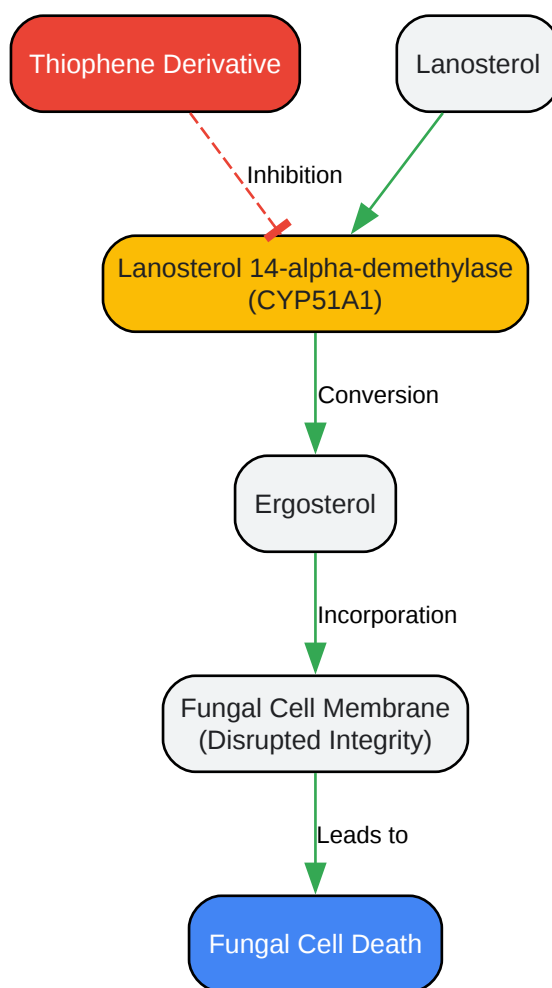 Thiophene Derivative
Lanosterol
Inhibition
Lanosterol 14-alpha-demethylase
(CYP51A1)
Conversion
Ergosterol
Incorporation
Fungal Cell Membrane
(Disrupted Integrity)
Leads to
Fungal Cell Death